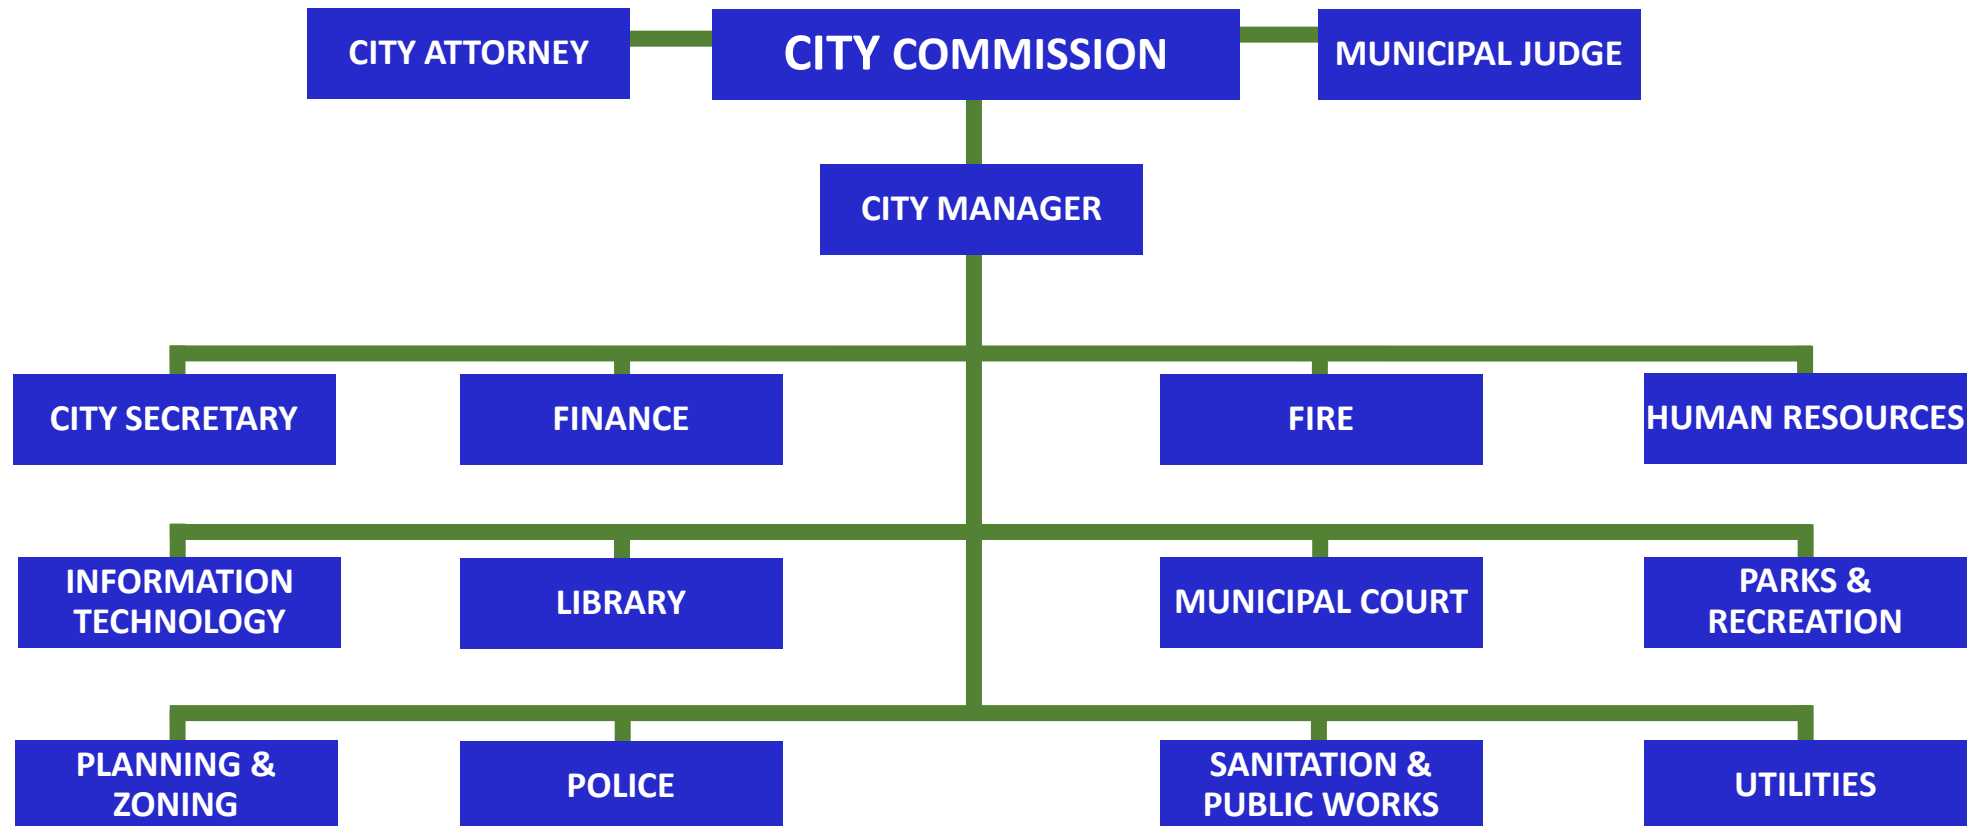 CITY ATTORNEY
CITY COMMISSION
MUNICIPAL JUDGE
CITY MANAGER
CITY SECRETARY
FINANCE
FIRE
HUMAN RESOURCES
INFORMATION
TECHNOLOGY
LIBRARY
MUNICIPAL COURT
PARKS &
RECREATION
PLANNING &
ZONING
POLICE
SANITATION &
PUBLIC WORKS
UTILITIES